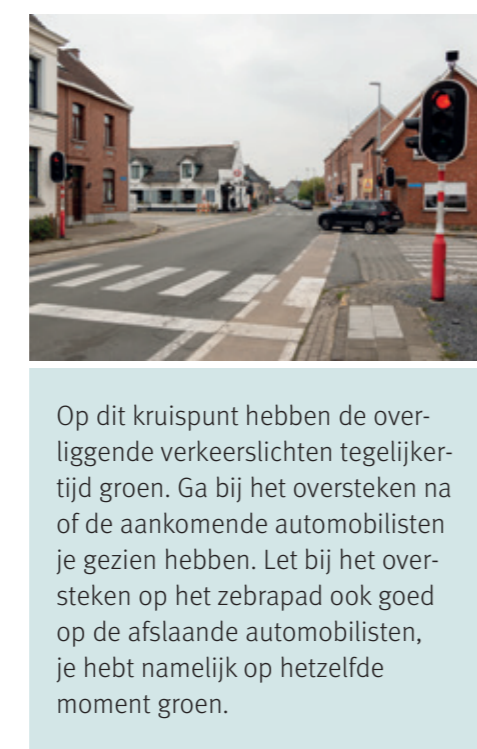 Op dit kruispunt hebben de over-
liggende verkeerslichten tegelijker-
tijd groen. Ga bij het oversteken na
of de aankomende automobilisten
je gezien hebben. Let bij het over-
steken op het zebrapad ook goed
op de afslaande automobilisten,
je hebt namelijk op hetzelfde
moment groen.